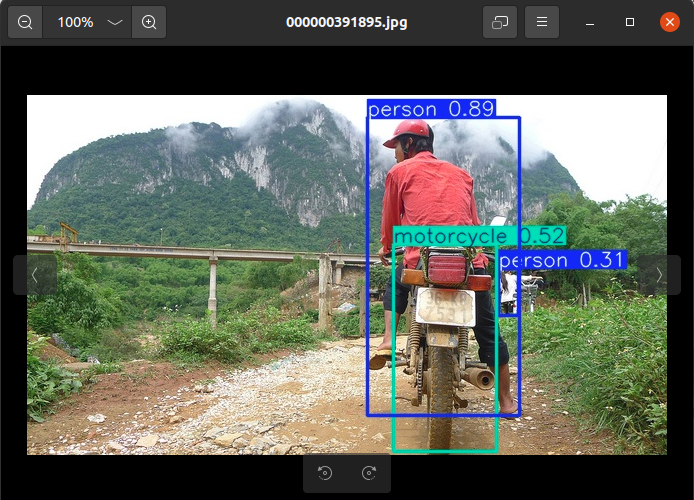 100%
000000391895.jpg
person 0.89
motorcycle 0.52
person 0.31